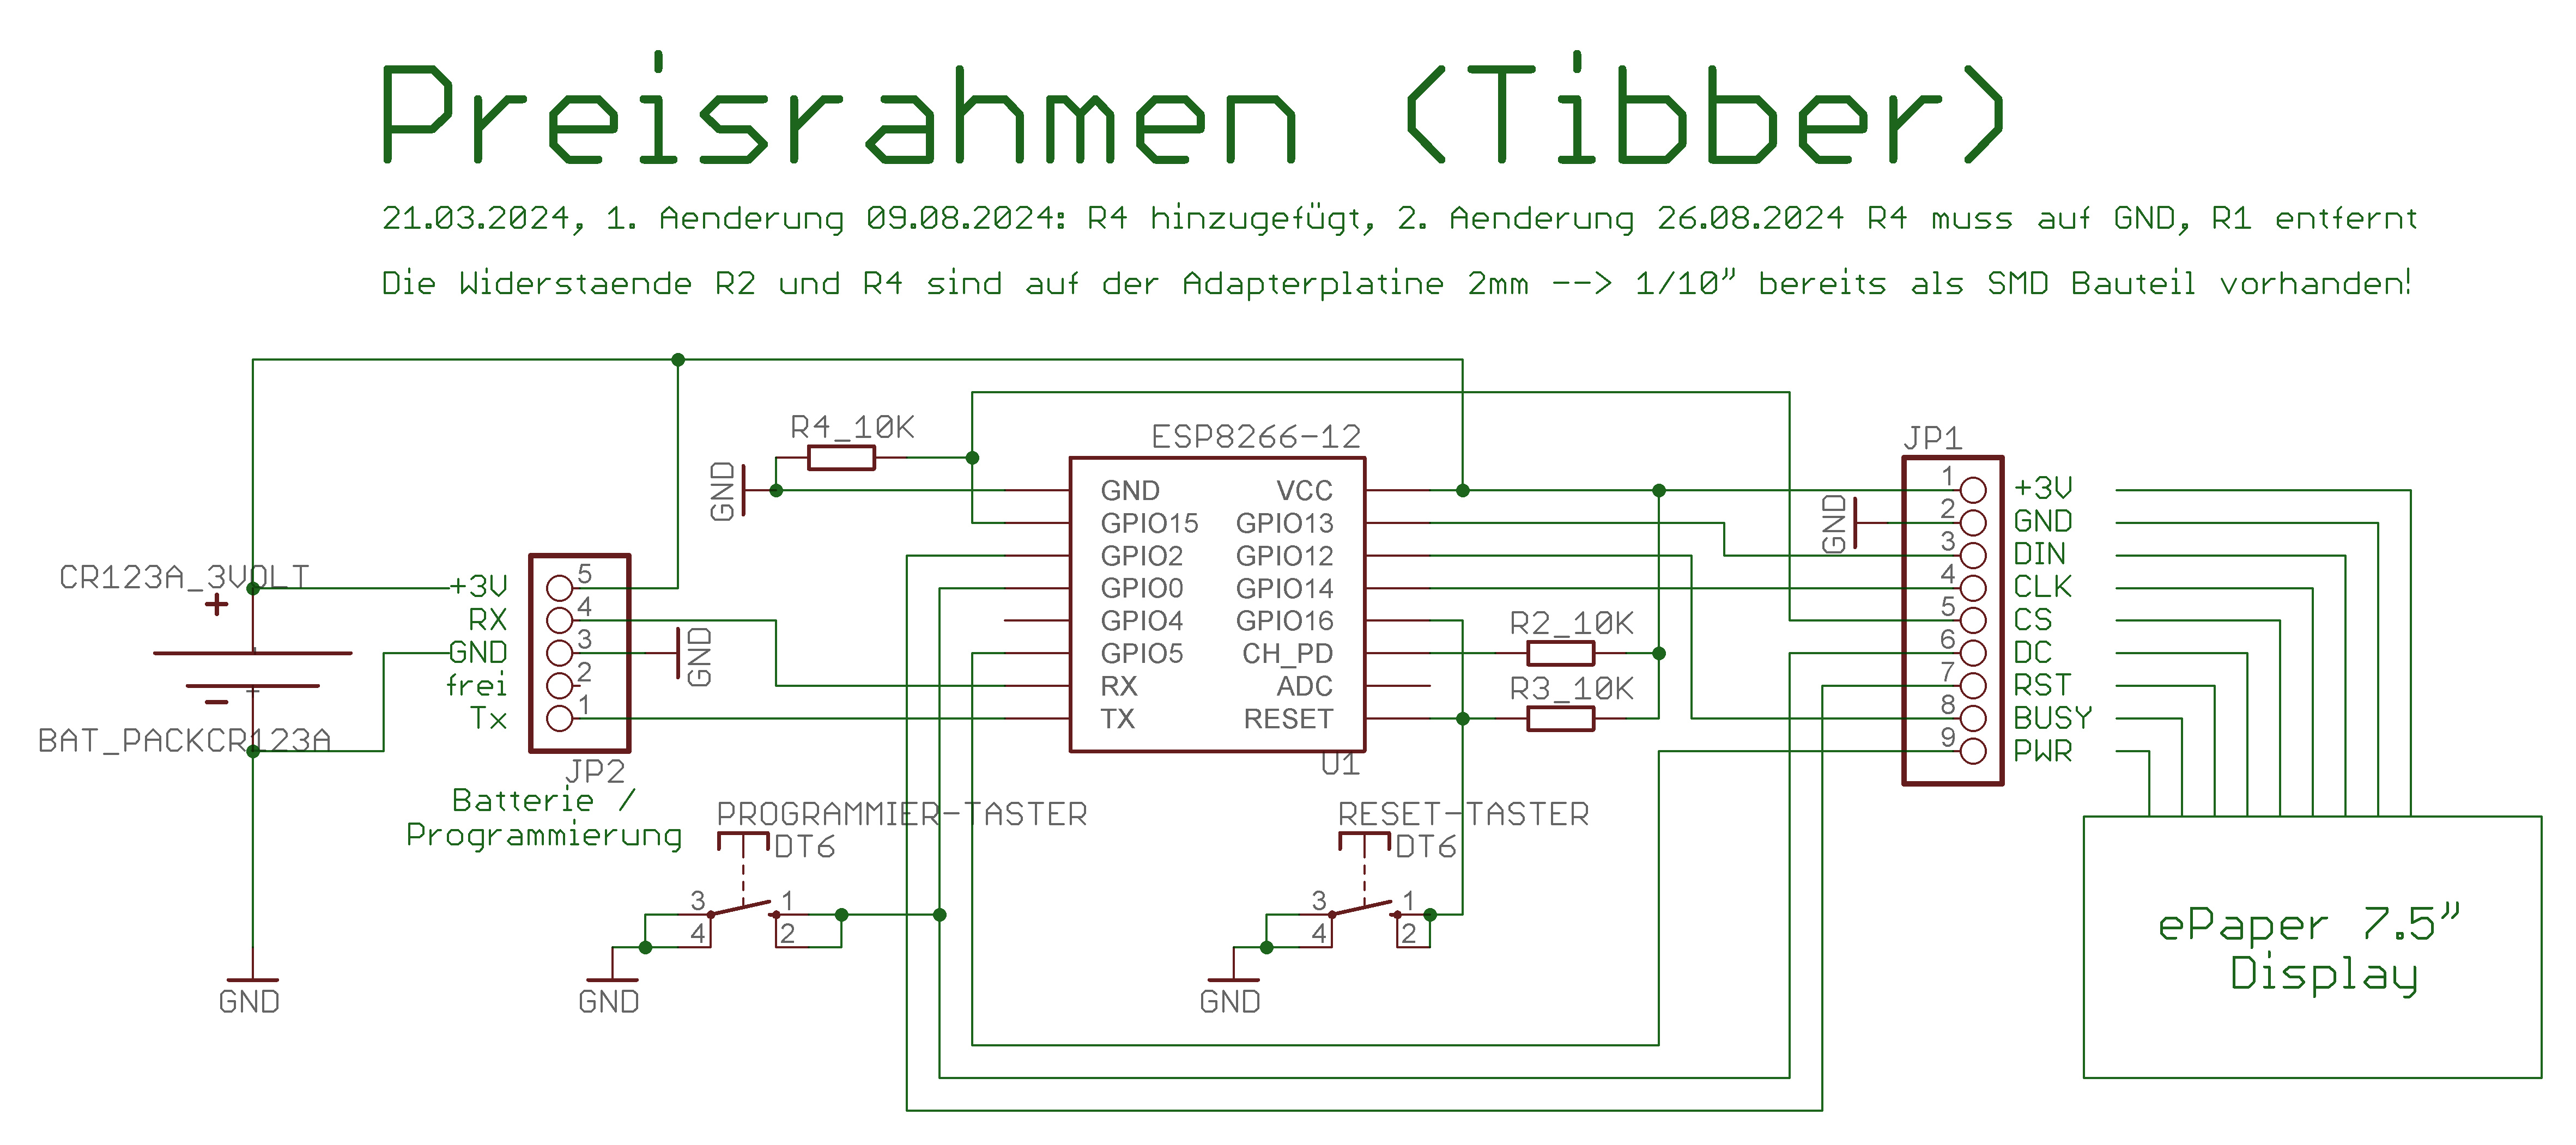 Preisrahmen (Tibber)
21.03.2024, 1. Aenderung 09.08.2024: R4 hinzugefügt, 2. Aenderung 26.08.2024 R4 muss auf GND, R1 entfernt
Die Widerstaende R2 und R4 sind auf der Adapterplatine 2mm --> 1/10” bereits als SMD Bauteil vorhanden!
CR123A_3VOLT
+
-
BAT_PACKCR123A
GND
+3V 5
RX 4
GND 3
frei 2
Tx 1
JP2
Batterie /
Programmierung
GND
R4_10K
GND
ESP8266-12
GND VCC
GPIO15 GPIO13
GPIO2 GPIO12
GPIO0 GPIO14
GPIO4 GPIO16
GPIO5 CH_PD
RX ADC
TX RESET
U1
R2_10K
R3_10K
PROGRAMMIER-TASTER
DT6
3 1
4 2
GND
RESET-TASTER
DT6
3 1
4 2
GND
JP1
GND
1 +3V
2 GND
3 DIN
4 CLK
5 CS
6 DC
7 RST
8 BUSY
9 PWR
ePaper 7.5”
Display